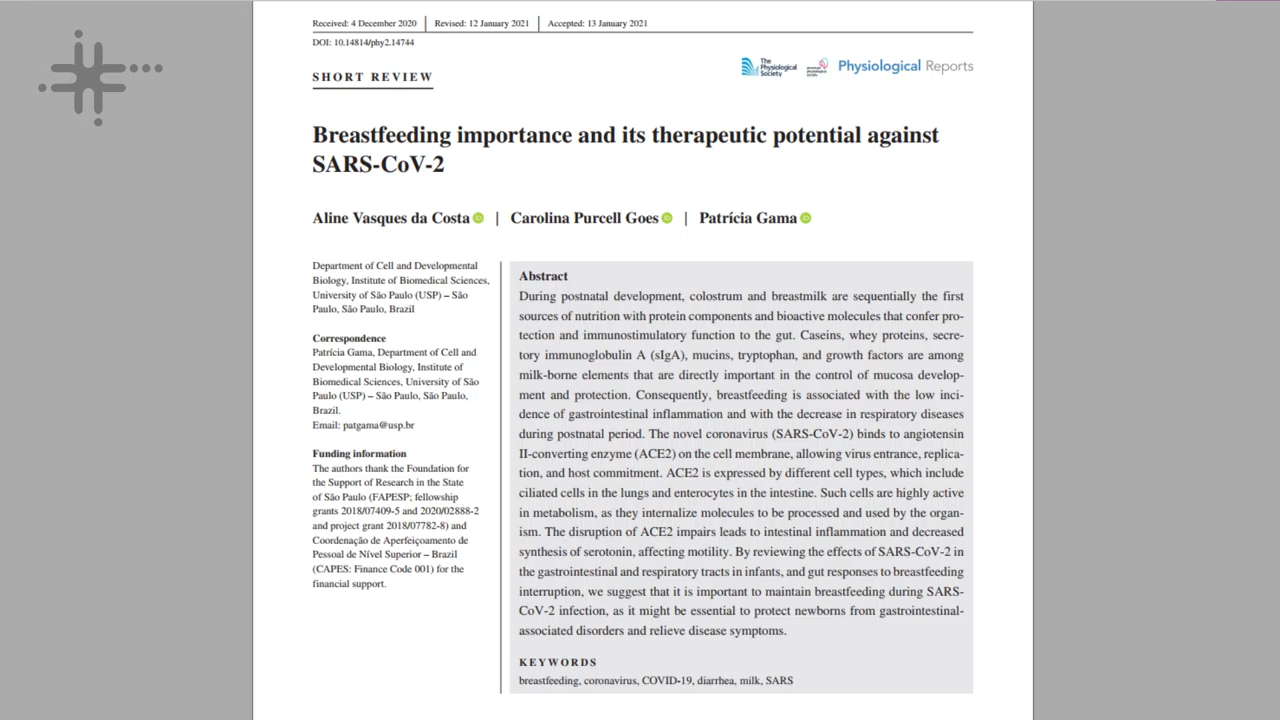 Received: 4 December 2020 | Revised: 12 January 2021 | Accepted: 13 January 2021
DOI: 10.14814/phy2.14744
SHORT REVIEW
The Physiological Society
Physiological Reports
Breastfeeding importance and its therapeutic potential against
SARS-CoV-2
Aline Vasques da Costa | Carolina Purcell Goes | Patrícia Gama
Department of Cell and Developmental
Biology, Institute of Biomedical Sciences,
University of São Paulo (USP) – São
Paulo, São Paulo, Brazil
Correspondence
Patrícia Gama, Department of Cell and
Developmental Biology, Institute of
Biomedical Sciences, University of São
Paulo (USP) – São Paulo, São Paulo,
Brazil.
Email: patgama@usp.br
Funding information
The authors thank the Foundation for
the Support of Research in the State
of São Paulo (FAPESP; fellowship
grants 2018/07409-5 and 2020/02888-2
and project grant 2018/07782-8) and
Coordenação de Aperfeiçoamento de
Pessoal de Nível Superior – Brazil
(CAPES: Finance Code 001) for the
financial support.
Abstract
During postnatal development, colostrum and breastmilk are sequentially the first
sources of nutrition with protein components and bioactive molecules that confer pro-
tection and immunostimulatory function to the gut. Caseins, whey proteins, secre-
tory immunoglobulin A (sIgA), mucins, tryptophan, and growth factors are among
milk-borne elements that are directly important in the control of mucosa develop-
ment and protection. Consequently, breastfeeding is associated with the low inci-
dence of gastrointestinal inflammation and with the decrease in respiratory diseases
during postnatal period. The novel coronavirus (SARS-CoV-2) binds to angiotensin
II-converting enzyme (ACE2) on the cell membrane, allowing virus entrance, replica-
tion, and host commitment. ACE2 is expressed by different cell types, which include
ciliated cells in the lungs and enterocytes in the intestine. Such cells are highly active
in metabolism, as they internalize molecules to be processed and used by the organ-
ism. The disruption of ACE2 impairs leads to intestinal inflammation and decreased
synthesis of serotonin, affecting motility. By reviewing the effects of SARS-CoV-2 in
the gastrointestinal and respiratory tracts in infants, and gut responses to breastfeeding
interruption, we suggest that it is important to maintain breastfeeding during SARS-
CoV-2 infection, as it might be essential to protect newborns from gastrointestinal-
associated disorders and relieve disease symptoms.
KEYWORDS
breastfeeding, coronavirus, COVID-19, diarrhea, milk, SARS